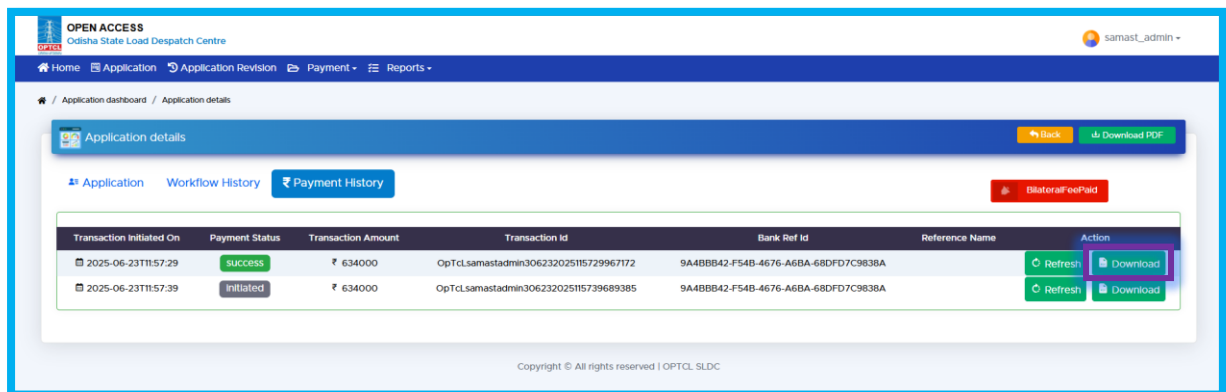 OPEN ACCESS
OPTCL
Odisha State Load Despatch Centre
samast_admin
Home Application Application Revision Payment Reports
/ Application dashboard / Application details
Application details
Back Download PDF
Application Workflow History ₹ Payment History
BilateralFeePaid
Transaction Initiated On Payment Status Transaction Amount Transaction Id Bank Ref Id Reference Name Action
2025-06-23T11:57:29 success ₹ 634000 OpTcLsamastadmin306232025115729967172 9A4BBB42-F54B-4676-A6BA-68DFD7C9838A Refresh Download
2025-06-23T11:57:39 Initiated ₹ 634000 OpTcLsamastadmin306232025115739689385 9A4BBB42-F54B-4676-A6BA-68DFD7C9838A Refresh Download
Copyright © All rights reserved | OPTCL SLDC